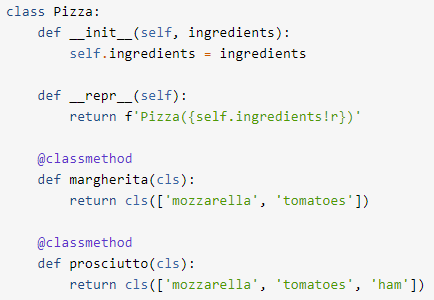 class Pizza:
    def __init__(self, ingredients):
        self.ingredients = ingredients

    def __repr__(self):
        return f'Pizza({self.ingredients!r})'

    @classmethod
    def margherita(cls):
        return cls(['mozzarella', 'tomatoes'])

    @classmethod
    def prosciutto(cls):
        return cls(['mozzarella', 'tomatoes', 'ham'])